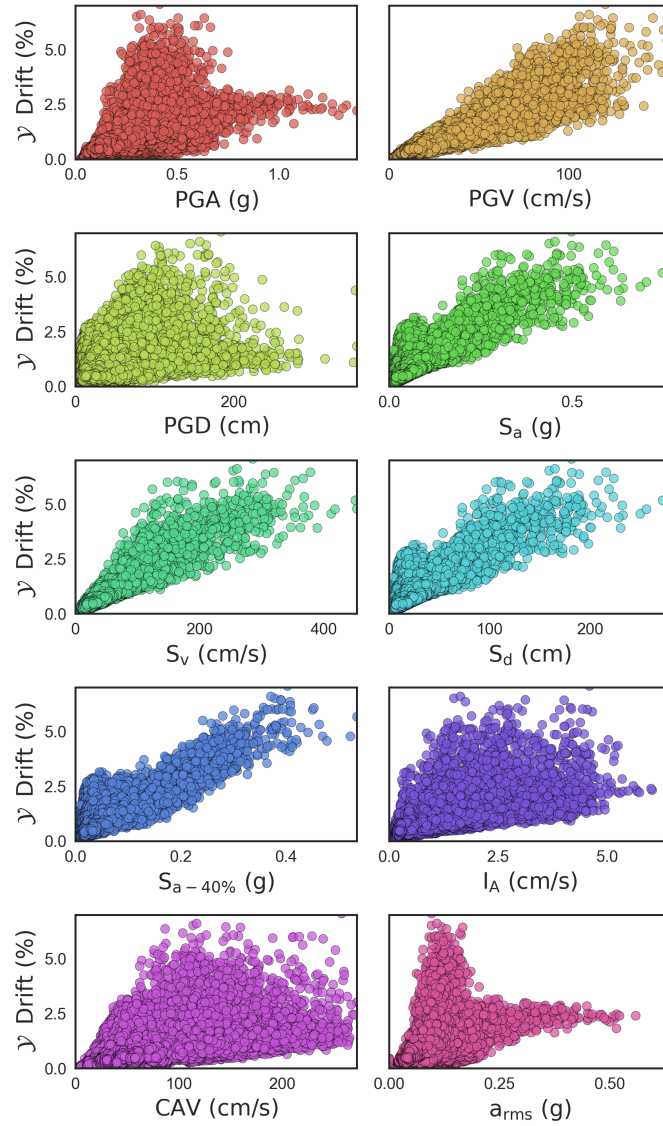 𝒴 Drift (%)
5.0
2.5
0.0
0.0 0.5 1.0
PGA (g)
0 100
PGV (cm/s)
𝒴 Drift (%)
5.0
2.5
0.0
0 200
PGD (cm)
0.0 0.5
Sa (g)
𝒴 Drift (%)
5.0
2.5
0.0
0 200 400
Sv (cm/s)
0 100 200
Sd (cm)
𝒴 Drift (%)
5.0
2.5
0.0
0.0 0.2 0.4
Sa − 40% (g)
0.0 2.5 5.0
IA (cm/s)
𝒴 Drift (%)
5.0
2.5
0.0
0 100 200
CAV (cm/s)
0.00 0.25 0.50
arms (g)